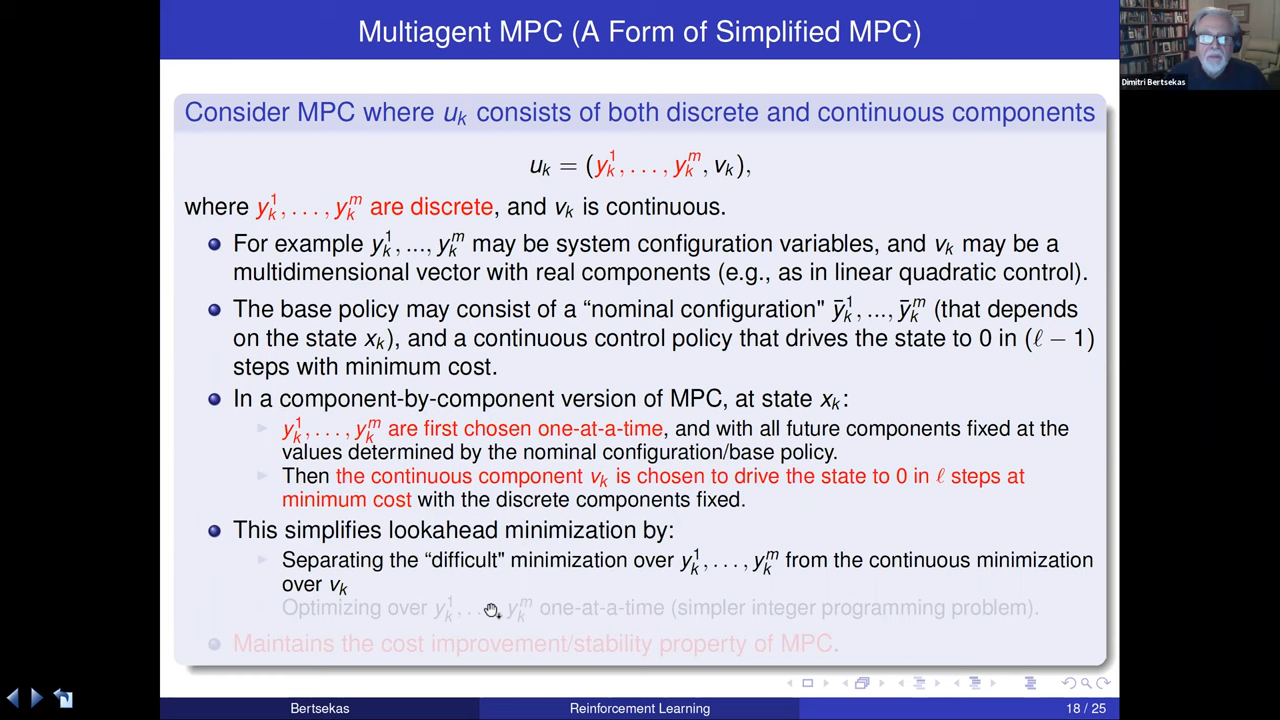 Multiagent MPC (A Form of Simplified MPC)
Dimitri Bertsekas
Consider MPC where u_k consists of both discrete and continuous components
u_k = (y_k^1, . . . , y_k^m, v_k),
where y_k^1, . . . , y_k^m are discrete, and v_k is continuous.
For example y_k^1, ..., y_k^m may be system configuration variables, and v_k may be a
multidimensional vector with real components (e.g., as in linear quadratic control).
The base policy may consist of a “nominal configuration" ȳ_k^1, ..., ȳ_k^m (that depends
on the state x_k), and a continuous control policy that drives the state to 0 in (ℓ − 1)
steps with minimum cost.
In a component-by-component version of MPC, at state x_k:
y_k^1, . . . , y_k^m are first chosen one-at-a-time, and with all future components fixed at the
values determined by the nominal configuration/base policy.
Then the continuous component v_k is chosen to drive the state to 0 in ℓ steps at
minimum cost with the discrete components fixed.
This simplifies lookahead minimization by:
Separating the “difficult" minimization over y_k^1, . . . , y_k^m from the continuous minimization
over v_k
Optimizing over y_k^1, . . . , y_k^m one-at-a-time (simpler integer programming problem).
Maintains the cost improvement/stability property of MPC.
Bertsekas
Reinforcement Learning
18 / 25